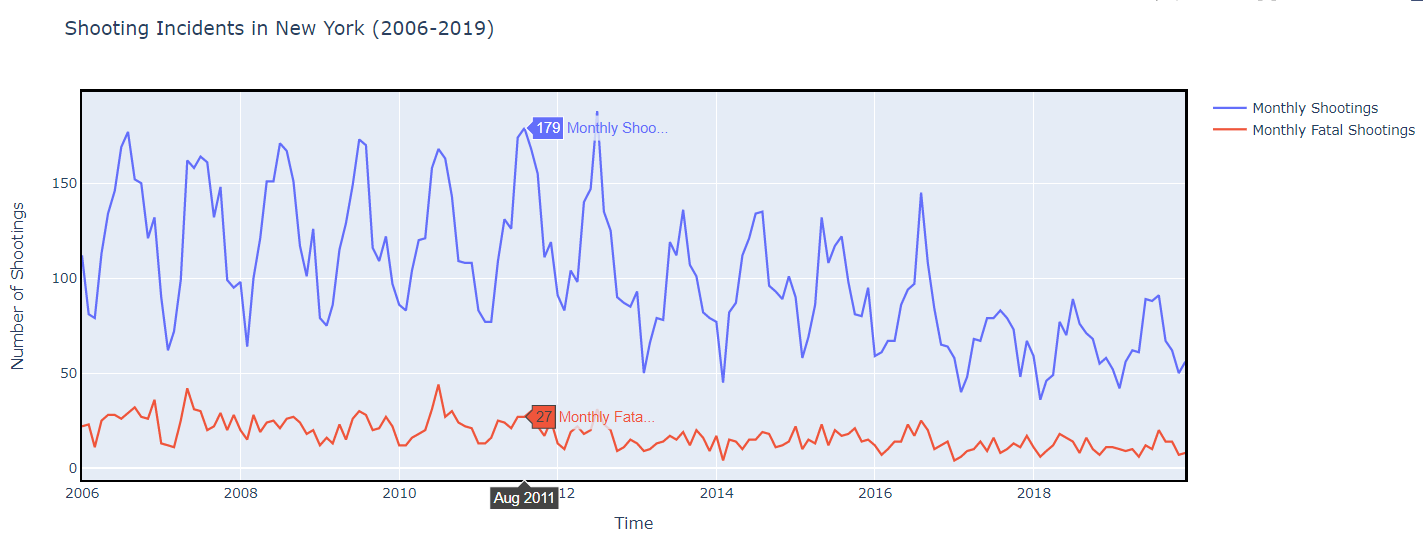 Shooting Incidents in New York (2006-2019)
Monthly Shootings
Monthly Fatal Shootings
Number of Shootings
150
100
50
0
179 Monthly Shoo...
27 Monthly Fata...
2006 2008 2010 12 2014 2016 2018
Aug 2011
Time